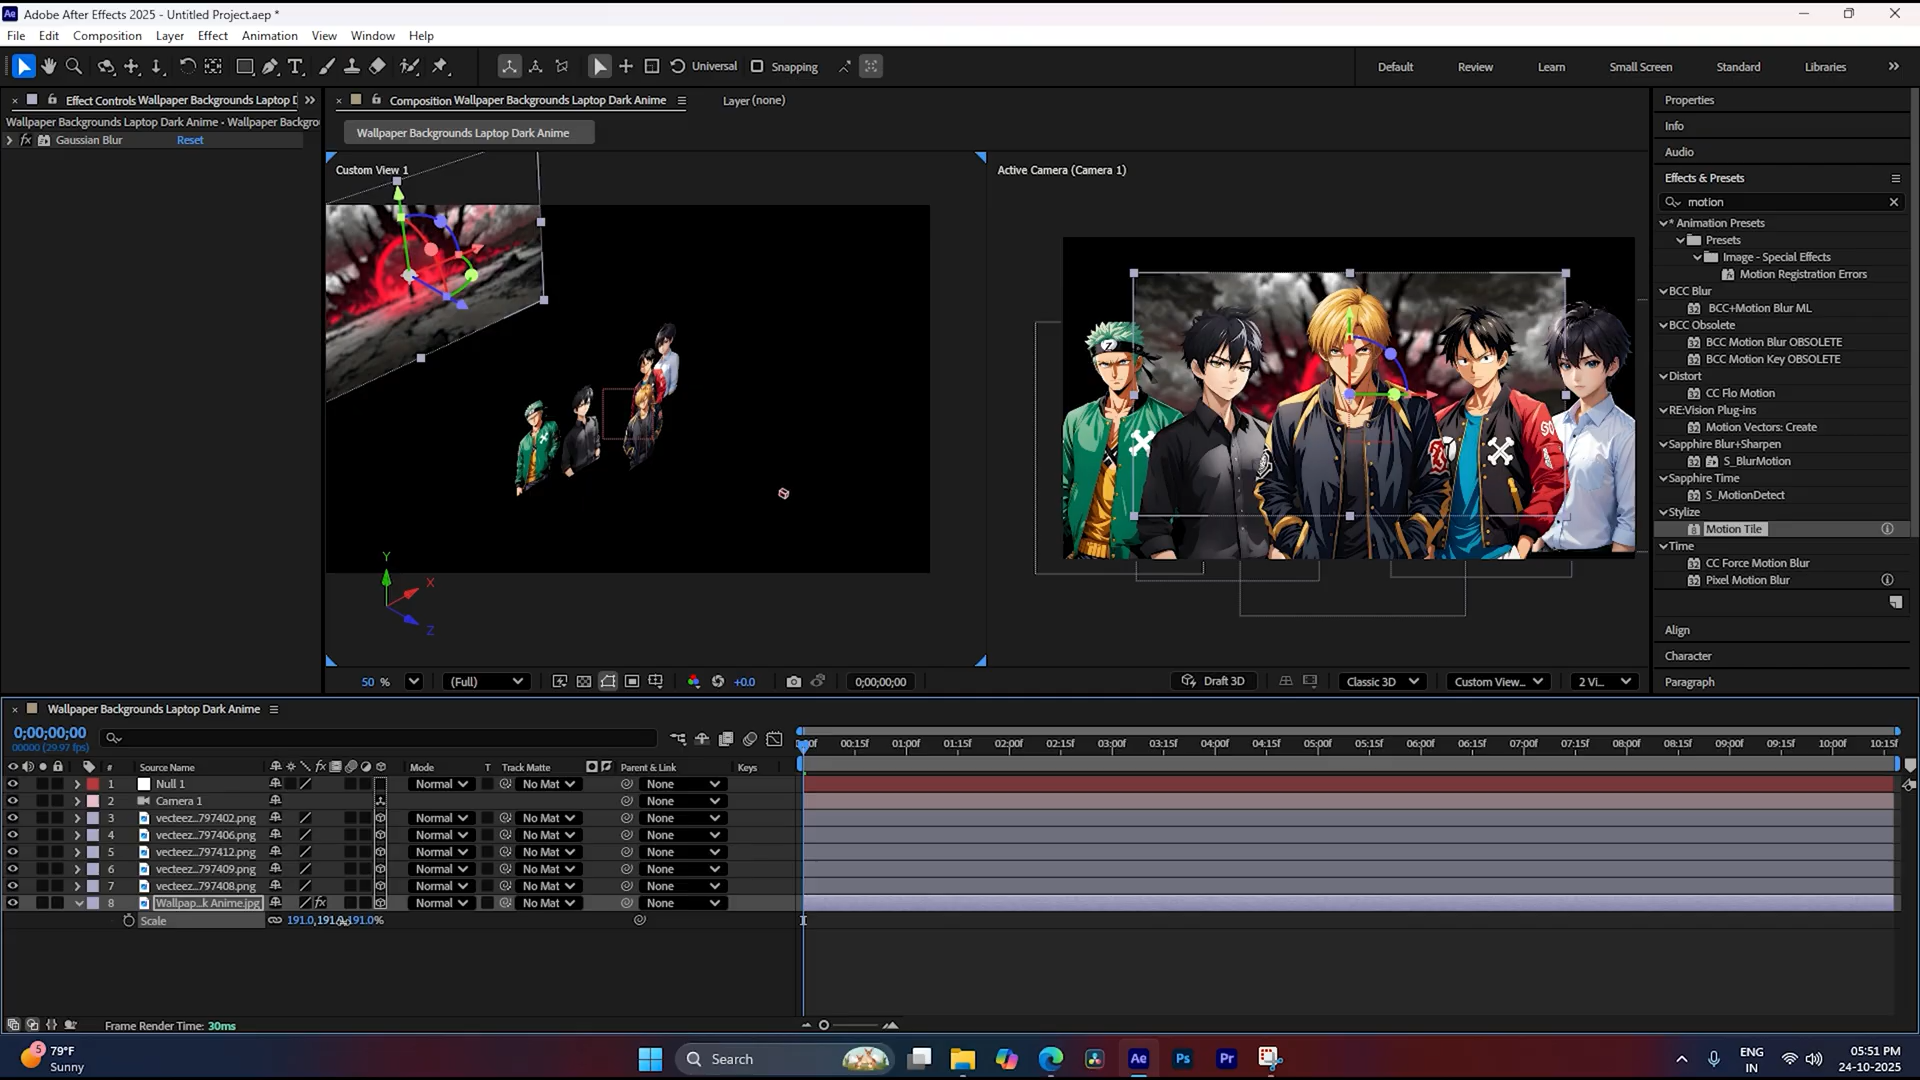 Adobe After Effects 2025 - Untitled Project.aep *
File Edit Composition Layer Effect Animation View Window Help
Universal Snapping Default Review Learn Small Screen Standard Libraries
Effect Controls Wallpaper Backgrounds Laptop D
Composition Wallpaper Backgrounds Laptop Dark Anime
Layer (none)
Wallpaper Backgrounds Laptop Dark Anime - Wallpaper Backgro
Wallpaper Backgrounds Laptop Dark Anime
fx Gaussian Blur Reset
Custom View 1
Active Camera (Camera 1)
Y
X
Z
50 % (Full) +0.0 0;00;00;00 Draft 3D Classic 3D Custom View... 2 Vi...
Properties
Info
Audio
Effects & Presets
motion
* Animation Presets
Presets
Image - Special Effects
Motion Registration Errors
BCC Blur
BCC+Motion Blur ML
BCC Obsolete
BCC Motion Blur OBSOLETE
BCC Motion Key OBSOLETE
Distort
CC Flo Motion
RE:Vision Plug-ins
Motion Vectors: Create
Sapphire Blur+Sharpen
S_BlurMotion
Sapphire Time
S_MotionDetect
Stylize
Motion Tile
Time
CC Force Motion Blur
Pixel Motion Blur
Align
Character
Paragraph
Wallpaper Backgrounds Laptop Dark Anime
0;00;00;00
00000 (29.97 fps)
00:15f 01:00f 01:15f 02:00f 02:15f 03:00f 03:15f 04:00f 04:15f 05:00f 05:15f 06:00f 06:15f 07:00f 07:15f 08:00f 08:15f 09:00f 09:15f 10:00f 10:15f
# Source Name fx Mode T Track Matte Parent & Link Keys
1 Null 1 Normal No Mat None
2 Camera 1 None
3 vecteez...797402.png Normal No Mat None
4 vecteez...797406.png Normal No Mat None
5 vecteez...797412.png Normal No Mat None
6 vecteez...797409.png Normal No Mat None
7 vecteez...797408.png Normal No Mat None
8 Wallpap...k Anime.jpg fx Normal No Mat None
Scale 191.0,191.0,191.0%
Frame Render Time: 30ms
5 79°F
Sunny
Search
Ae Ps Pr
ENG
IN
05:51 PM
24-10-2025